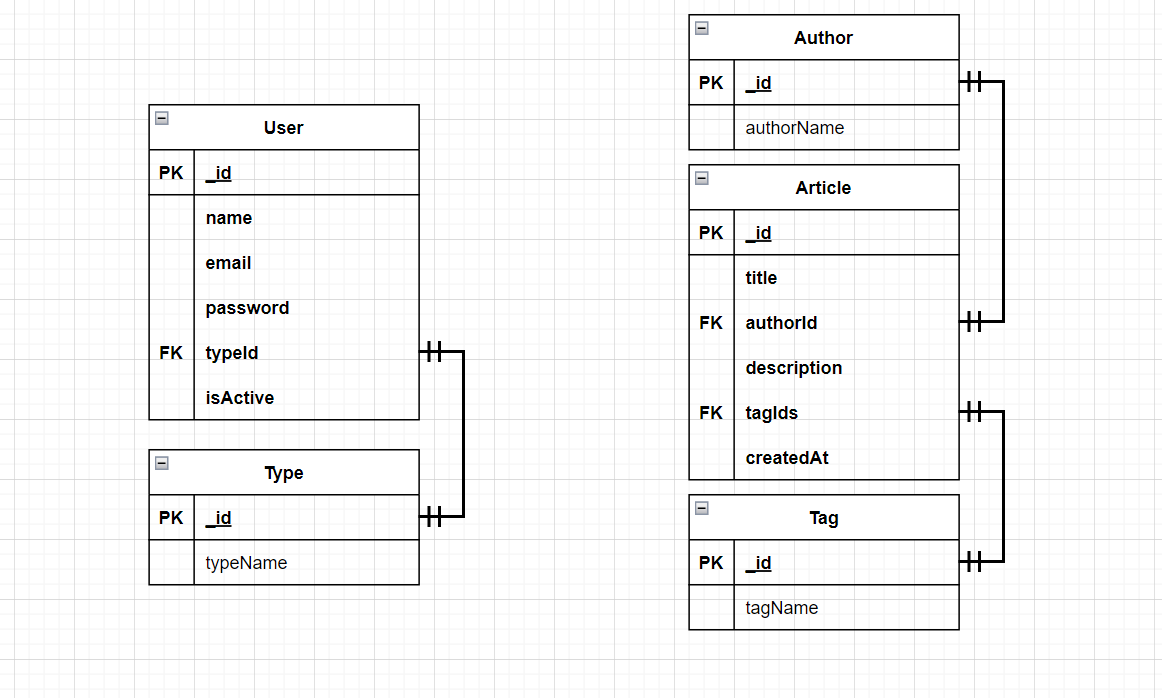 User
PK _id
name
email
password
FK typeId
isActive
Type
PK _id
typeName
Author
PK _id
authorName
Article
PK _id
title
FK authorId
description
FK tagIds
createdAt
Tag
PK _id
tagName